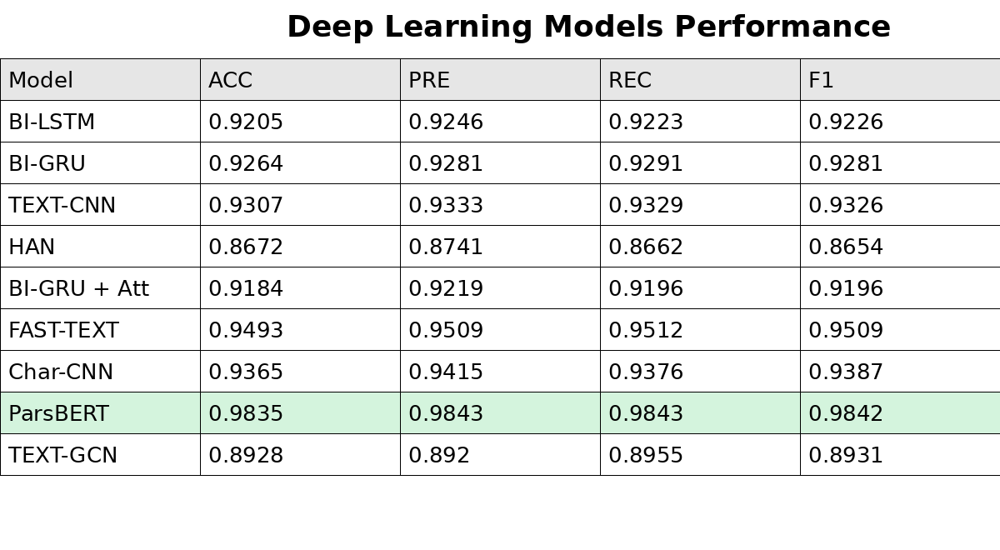 Deep Learning Models Performance
Model ACC PRE REC F1
BI-LSTM 0.9205 0.9246 0.9223 0.9226
BI-GRU 0.9264 0.9281 0.9291 0.9281
TEXT-CNN 0.9307 0.9333 0.9329 0.9326
HAN 0.8672 0.8741 0.8662 0.8654
BI-GRU + Att 0.9184 0.9219 0.9196 0.9196
FAST-TEXT 0.9493 0.9509 0.9512 0.9509
Char-CNN 0.9365 0.9415 0.9376 0.9387
ParsBERT 0.9835 0.9843 0.9843 0.9842
TEXT-GCN 0.8928 0.892 0.8955 0.8931